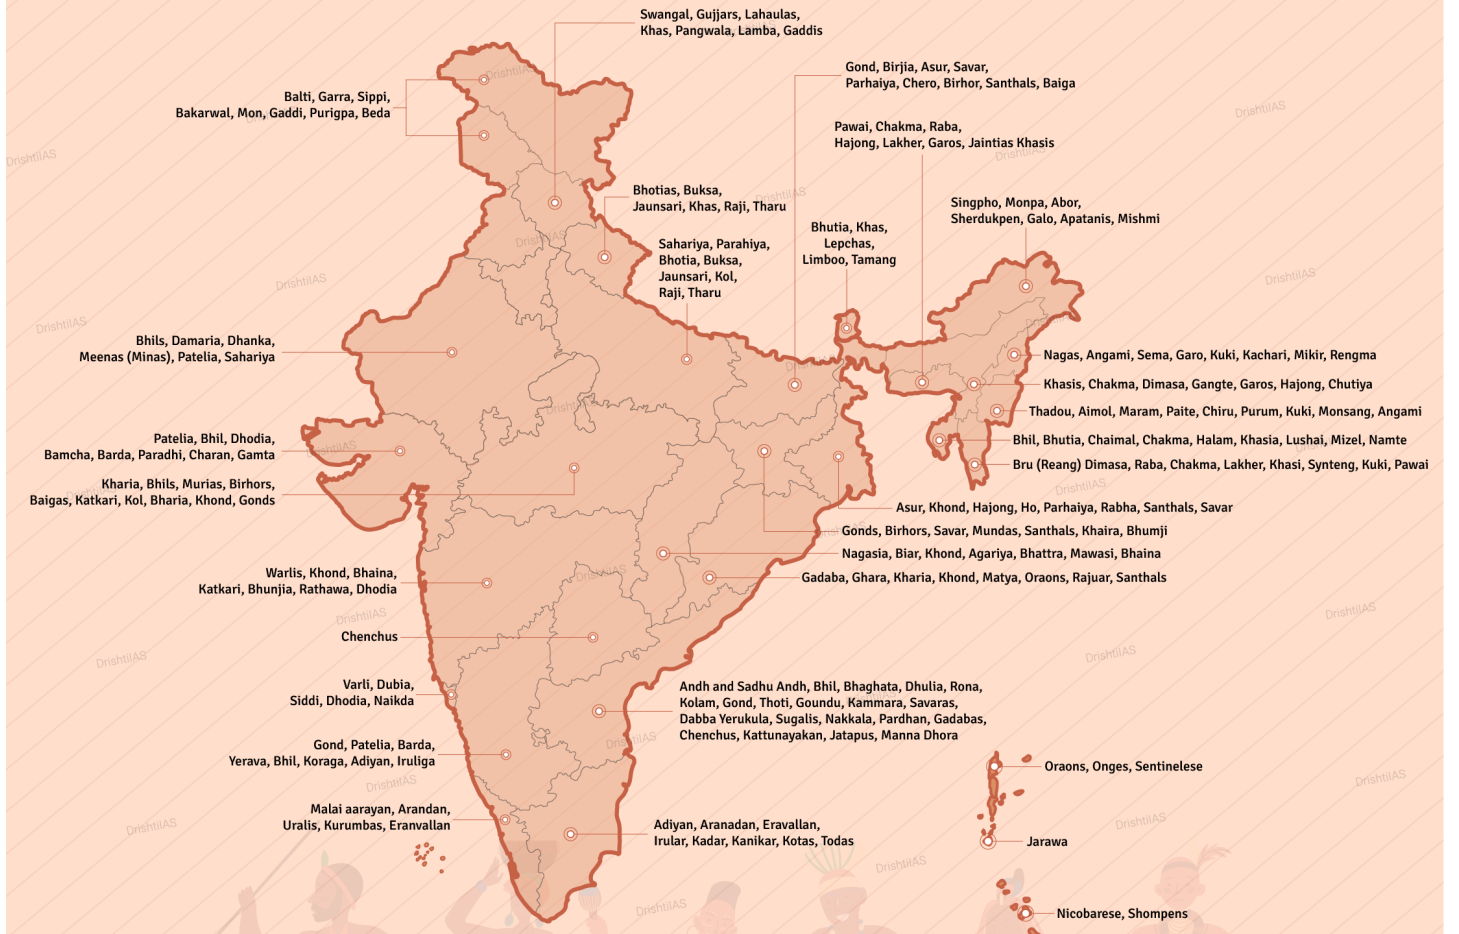 Swangal, Gujjars, Lahaulas,
Khas, Pangwala, Lamba, Gaddis
Gond, Birjia, Asur, Savar,
Parhaiya, Chero, Birhor, Santhals, Baiga
Balti, Garra, Sippi,
Bakarwal, Mon, Gaddi, Purigpa, Beda
Pawai, Chakma, Raba,
Hajong, Lakher, Garos, Jaintias Khasis
Bhotias, Buksa,
Jaunsari, Khas, Raji, Tharu
Singpho, Monpa, Abor,
Sherdukpen, Galo, Apatanis, Mishmi
Bhutia, Khas,
Lepchas,
Limboo, Tamang
Sahariya, Parahiya,
Bhotia, Buksa,
Jaunsari, Kol,
Raji, Tharu
Bhils, Damaria, Dhanka,
Meenas (Minas), Patelia, Sahariya
Nagas, Angami, Sema, Garo, Kuki, Kachari, Mikir, Rengma
Khasis, Chakma, Dimasa, Gangte, Garos, Hajong, Chutiya
Thadou, Aimol, Maram, Paite, Chiru, Purum, Kuki, Monsang, Angami
Patelia, Bhil, Dhodia,
Bamcha, Barda, Paradhi, Charan, Gamta
Bhil, Bhutia, Chaimal, Chakma, Halam, Khasia, Lushai, Mizel, Namte
Bru (Reang) Dimasa, Raba, Chakma, Lakher, Khasi, Synteng, Kuki, Pawai
Kharia, Bhils, Murias, Birhors,
Baigas, Katkari, Kol, Bharia, Khond, Gonds
Asur, Khond, Hajong, Ho, Parhaiya, Rabha, Santhals, Savar
Gonds, Birhors, Savar, Mundas, Santhals, Khaira, Bhumji
Nagasia, Biar, Khond, Agariya, Bhattra, Mawasi, Bhaina
Gadaba, Ghara, Kharia, Khond, Matya, Oraons, Rajuar, Santhals
Warlis, Khond, Bhaina,
Katkari, Bhunjia, Rathawa, Dhodia
Chenchus
Varli, Dubia,
Siddi, Dhodia, Naikda
Andh and Sadhu Andh, Bhil, Bhaghata, Dhulia, Rona,
Kolam, Gond, Thoti, Goundu, Kammara, Savaras,
Dabba Yerukula, Sugalis, Nakkala, Pardhan, Gadabas,
Chenchus, Kattunayakan, Jatapus, Manna Dhora
Gond, Patelia, Barda,
Yerava, Bhil, Koraga, Adiyan, Iruliga
Oraons, Onges, Sentinelese
Malai aarayan, Arandan,
Uralis, Kurumbas, Eranvallan
Adiyan, Aranadan, Eravallan,
Irular, Kadar, Kanikar, Kotas, Todas
Jarawa
Nicobarese, Shompens
DrishtiIAS